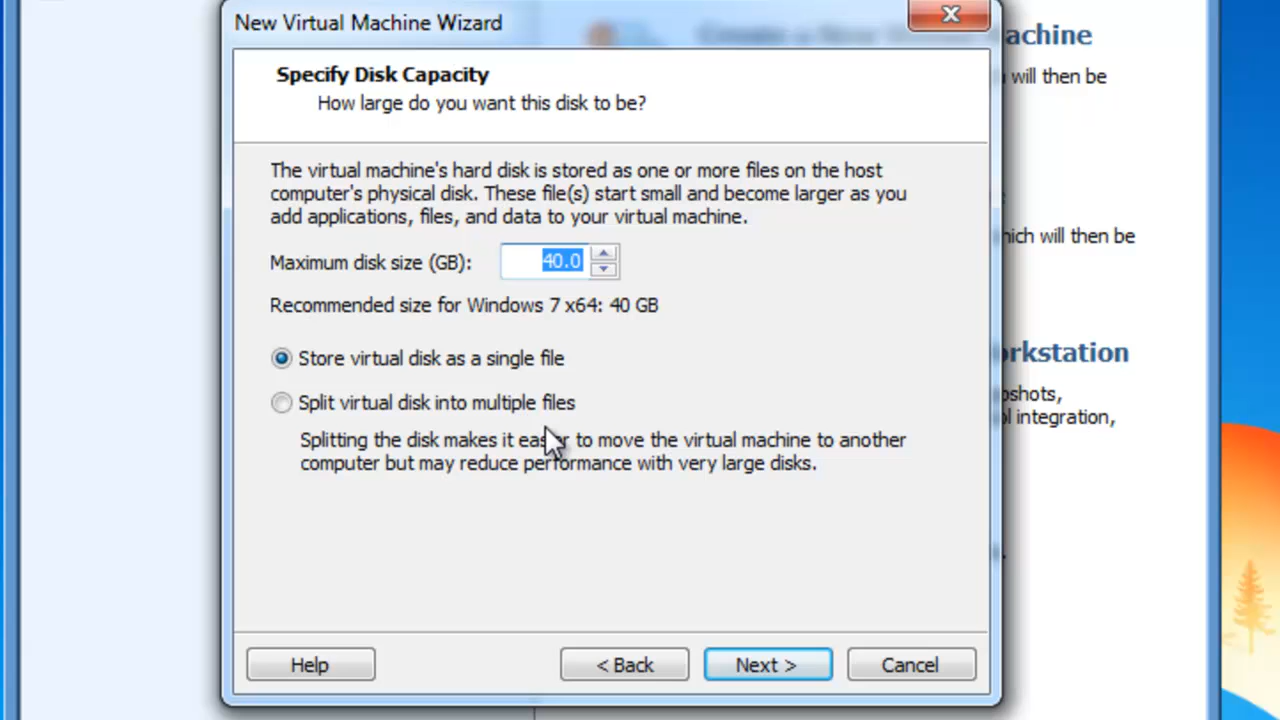 New Virtual Machine Wizard
Specify Disk Capacity
How large do you want this disk to be?
The virtual machine's hard disk is stored as one or more files on the host
computer's physical disk. These file(s) start small and become larger as you
add applications, files, and data to your virtual machine.
Maximum disk size (GB): 40.0
Recommended size for Windows 7 x64: 40 GB
Store virtual disk as a single file
Split virtual disk into multiple files
Splitting the disk makes it easier to move the virtual machine to another
computer but may reduce performance with very large disks.
Help
< Back
Next >
Cancel
will then be
will then be
integration,